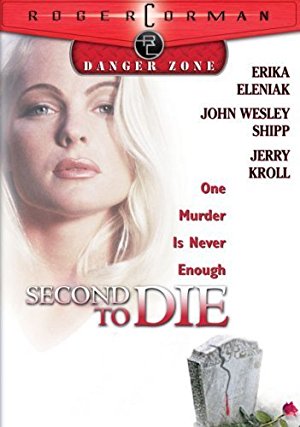 ROGER CORMAN
RC
DANGER ZONE
ERIKA
ELENIAK
JOHN WESLEY
SHIPP
JERRY
KROLL
One
Murder
Is Never
Enough
SECOND
TO DIE